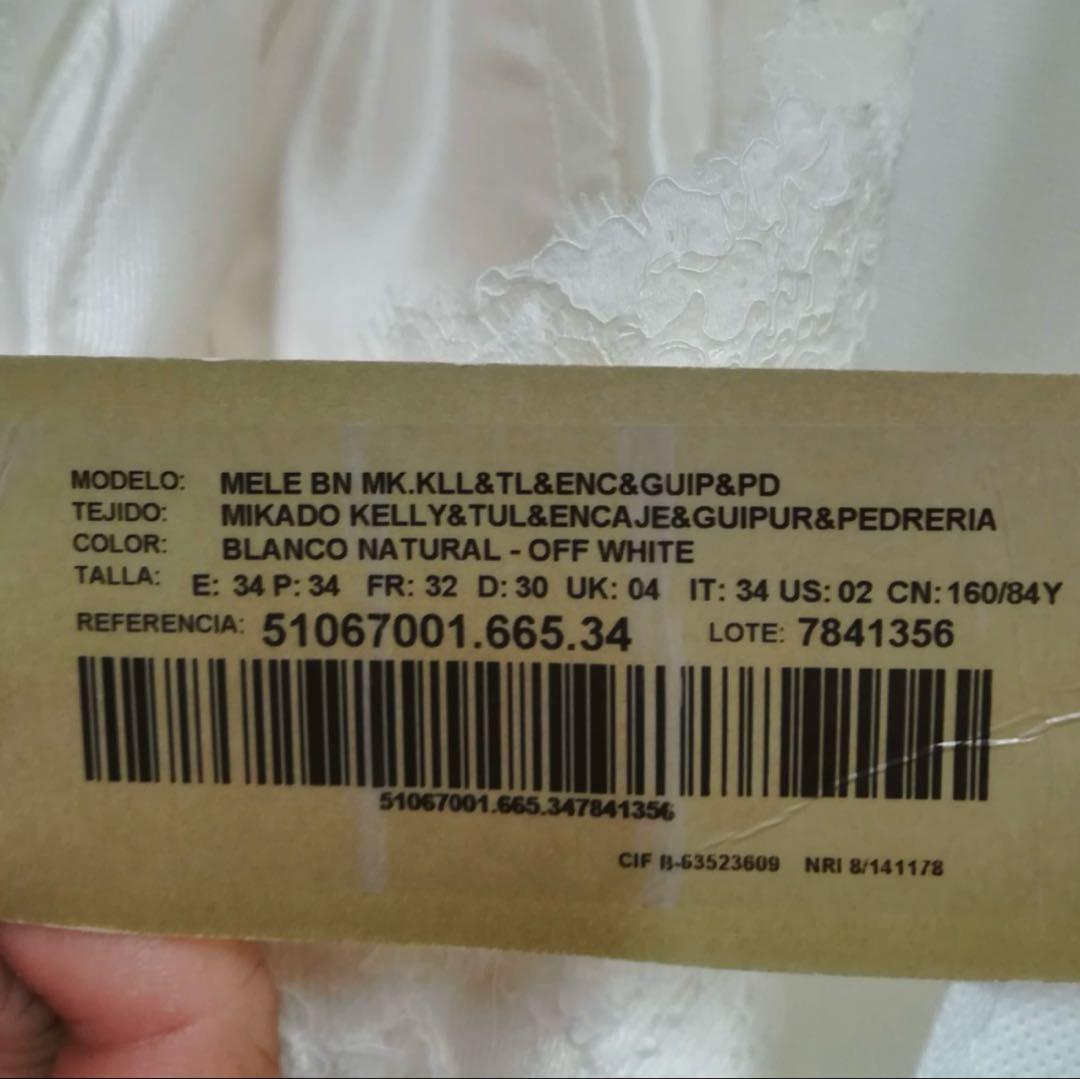 MODELO: MELE BN MK.KLL&TL&ENC&GUIP&PD
TEJIDO: MIKADO KELLY&TUL&ENCAJE&GUIPUR&PEDRERIA
COLOR: BLANCO NATURAL - OFF WHITE
TALLA: E: 34 P: 34 FR: 32 D: 30 UK: 04 IT: 34 US: 02 CN: 160/84Y
REFERENCIA: 51067001.665.34 LOTE: 7841356
51067001.665.347841356
CIF B-63523609 NRI 8/141178